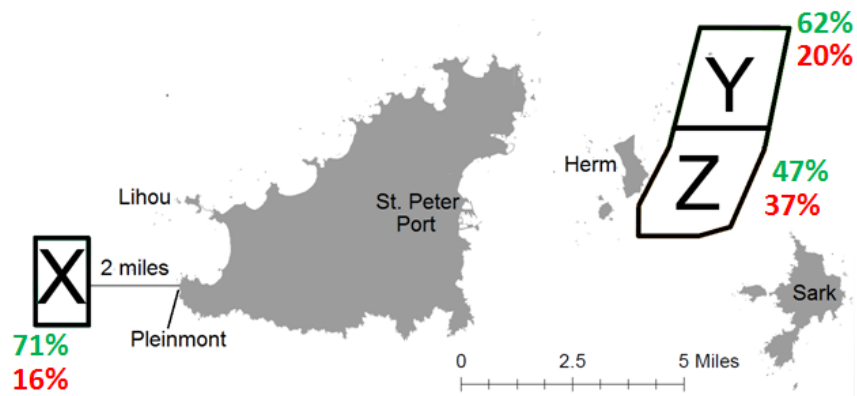 62%
20%
Y
Herm
Z
47%
37%
Lihou
St. Peter
Port
X
2 miles
Sark
Pleinmont
71%
16%
0 2.5 5 Miles